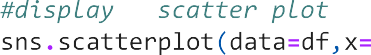 #display   scatter plot
sns.scatterplot(data=df,x=